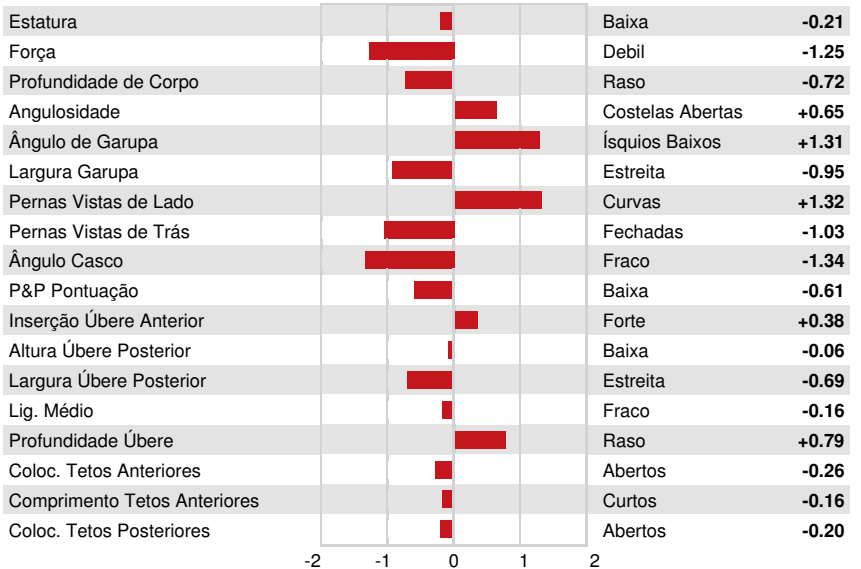 Estatura Baixa -0.21
Força Debil -1.25
Profundidade de Corpo Raso -0.72
Angulosidade Costelas Abertas +0.65
Ângulo de Garupa Ísquios Baixos +1.31
Largura Garupa Estreita -0.95
Pernas Vistas de Lado Curvas +1.32
Pernas Vistas de Trás Fechadas -1.03
Ângulo Casco Fraco -1.34
P&P Pontuação Baixa -0.61
Inserção Úbere Anterior Forte +0.38
Altura Úbere Posterior Baixa -0.06
Largura Úbere Posterior Estreita -0.69
Lig. Médio Fraco -0.16
Profundidade Úbere Raso +0.79
Coloc. Tetos Anteriores Abertos -0.26
Comprimento Tetos Anteriores Curtos -0.16
Coloc. Tetos Posteriores Abertos -0.20
-2 -1 0 1 2